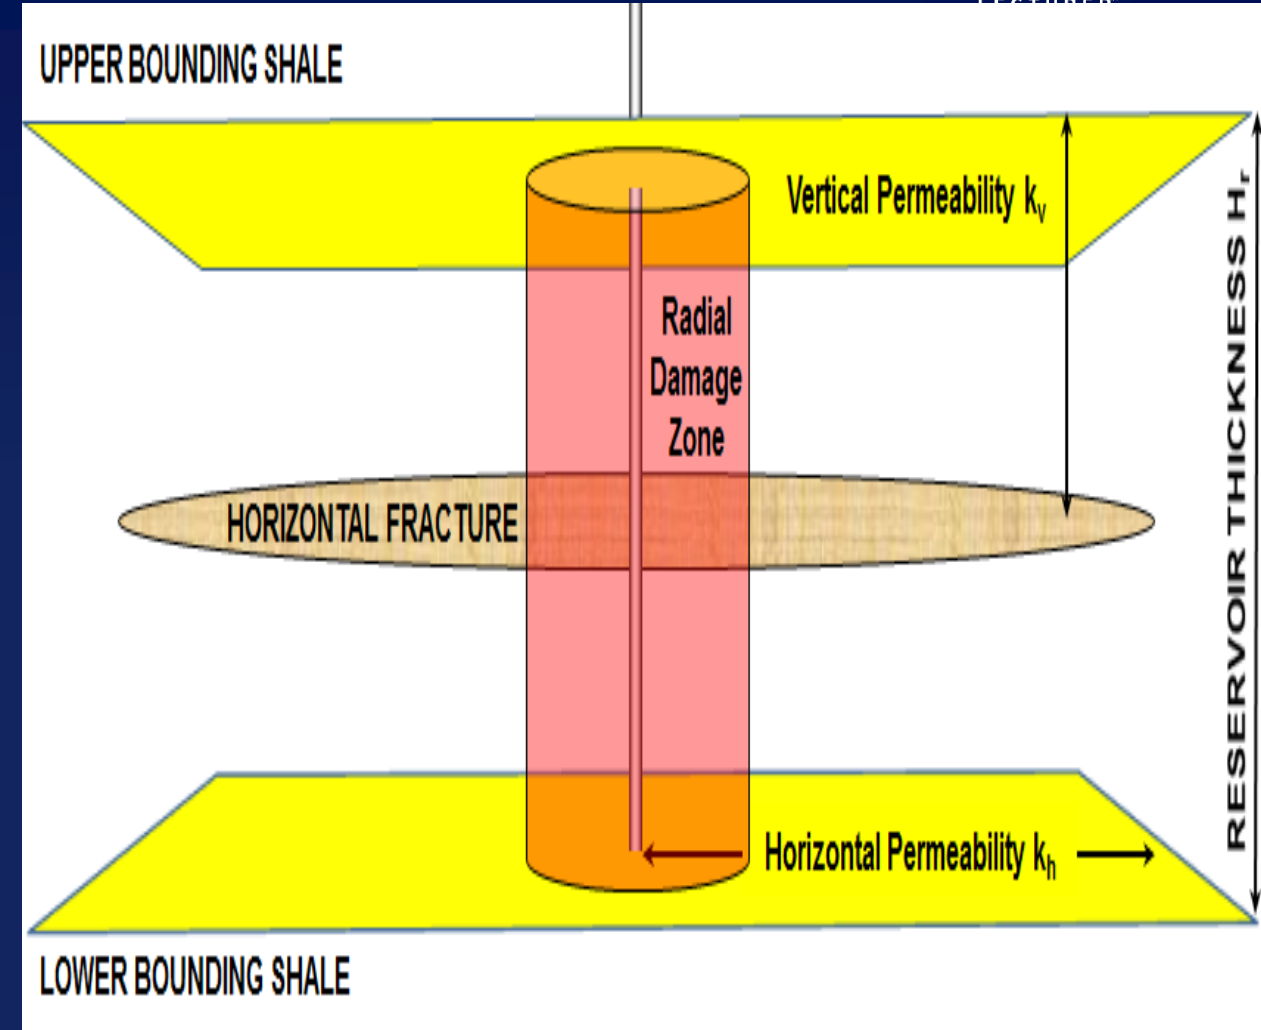 UPPER BOUNDING SHALE
Vertical Permeability kv
Radial
Damage
Zone
HORIZONTAL FRACTURE
RESERVOIR THICKNESS Hr
Horizontal Permeability kh
LOWER BOUNDING SHALE